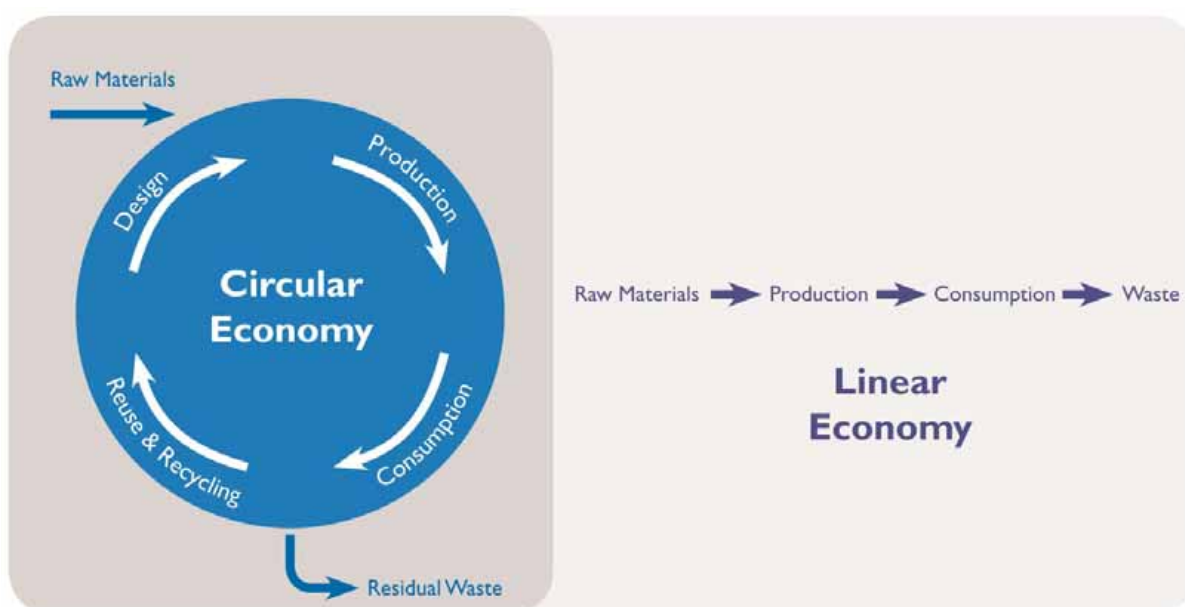 Raw Materials
Design
Production
Circular
Economy
Consumption
Reuse & Recycling
Residual Waste
Raw Materials
Production
Consumption
Waste
Linear
Economy